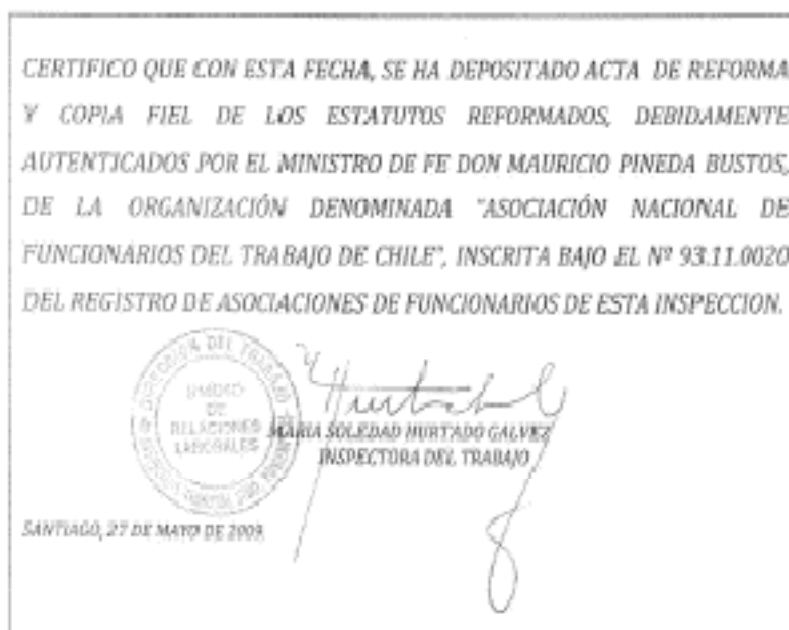 CERTIFICO QUE CON ESTA FECHA, SE HA DEPOSITADO ACTA DE REFORMA
Y COPIA FIEL DE LOS ESTATUTOS REFORMADOS, DEBIDAMENTE
AUTENTICADOS POR EL MINISTRO DE FE DON MAURICIO PINEDA BUSTOS,
DE LA ORGANIZACIÓN DENOMINADA "ASOCIACIÓN NACIONAL DE
FUNCIONARIOS DEL TRABAJO DE CHILE", INSCRITA BAJO EL Nº 93.11.0020
DEL REGISTRO DE ASOCIACIONES DE FUNCIONARIOS DE ESTA INSPECCION.
DIRECCION DEL TRABAJO
UNIDAD
DE
RELACIONES
LABORALES
MARIA SOLEDAD HURTADO GALVEZ
INSPECTORA DEL TRABAJO
SANTIAGO, 27 DE MAYO DE 2009